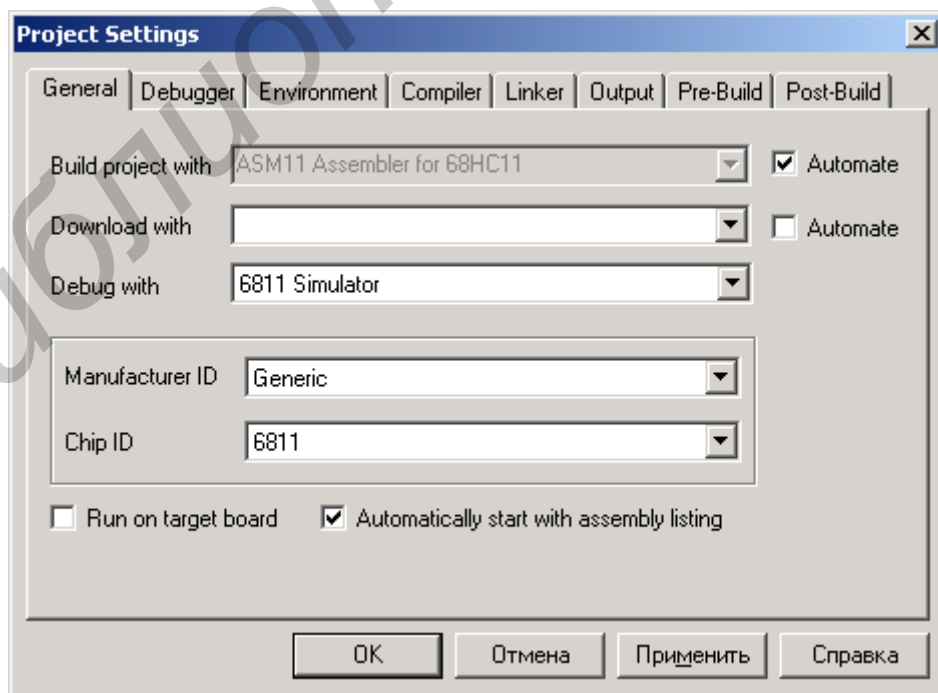 Project Settings
General Debugger Environment Compiler Linker Output Pre-Build Post-Build
Build project with ASM11 Assembler for 68HC11 Automate
Download with Automate
Debug with 6811 Simulator
Manufacturer ID Generic
Chip ID 6811
Run on target board Automatically start with assembly listing
OK Отмена Применить Справка